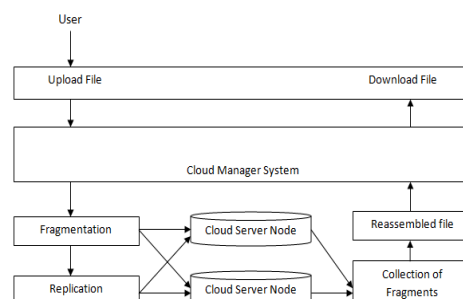 User
Upload File
Download File
Cloud Manager System
Fragmentation
Cloud Server Node
Reassembled file
Replication
Cloud Server Node
Collection of
Fragments